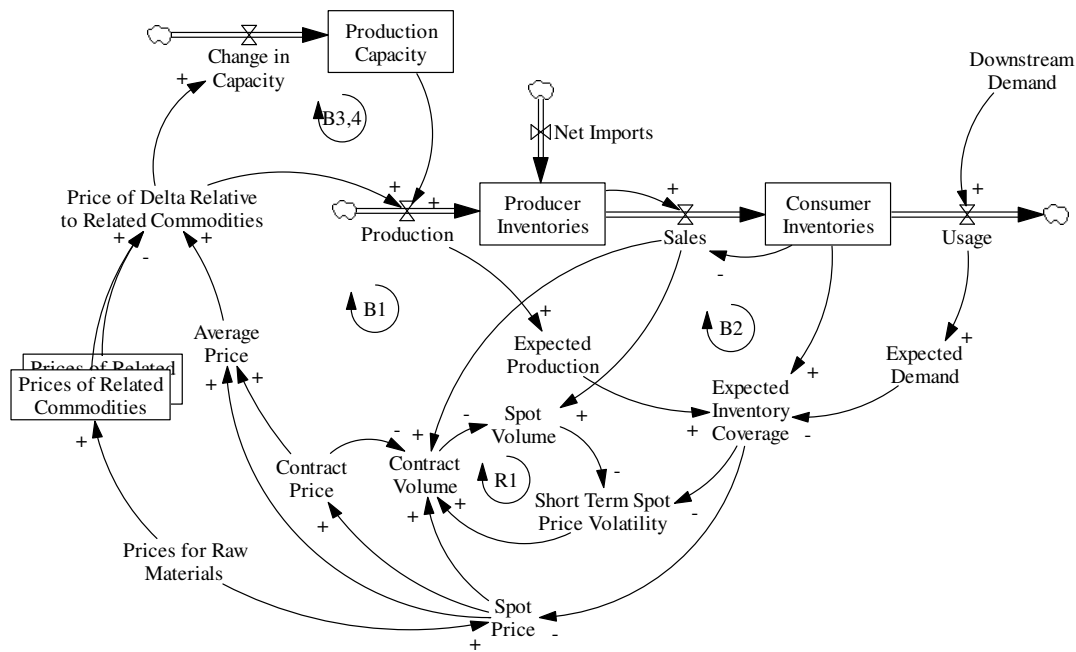 Production
Capacity
Change in
Capacity
+
B3,4
Net Imports
Downstream
Demand
Price of Delta Relative
to Related Commodities
+
+
-
+
+
Production
Producer
Inventories
+
Sales
-
Consumer
Inventories
+
Usage
B1
B2
Average
Price
+
+
+
Expected
Production
+
Expected
Demand
+
Expected
Inventory
Coverage
+
-
Prices of Related
Prices of Related
Commodities
+
Spot
Volume
-
+
-
+
Contract
Volume
+
+
R1
Contract
Price
+
-
Short Term Spot
Price Volatility
-
Prices for Raw
Materials
Spot
Price
+
-